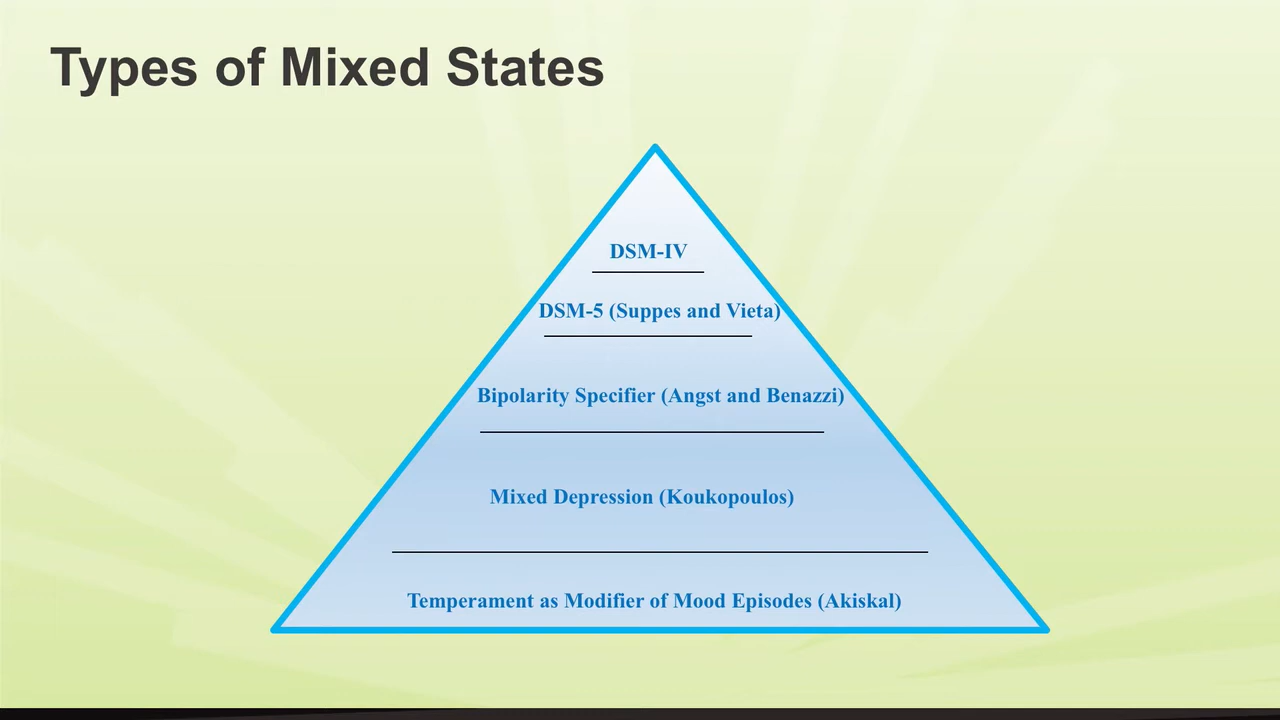 Types of Mixed States
DSM-IV
DSM-5 (Suppes and Vieta)
Bipolarity Specifier (Angst and Benazzi)
Mixed Depression (Koukopoulos)
Temperament as Modifier of Mood Episodes (Akiskal)